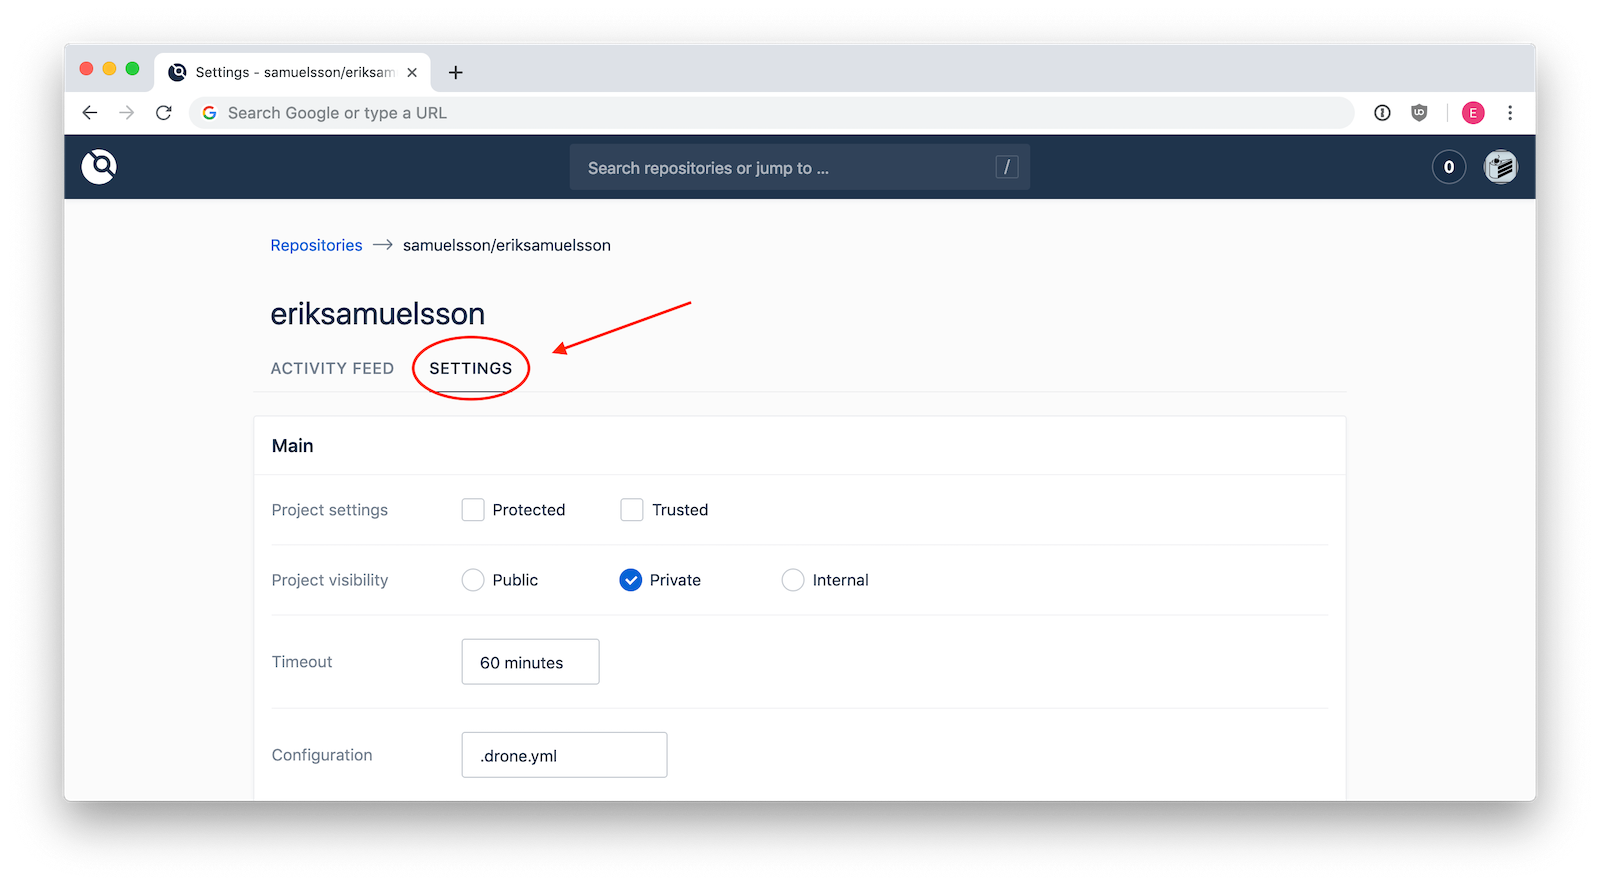 Settings - samuelsson/eriksam
Search Google or type a URL
E
Search repositories or jump to ...
/
0
Repositories → samuelsson/eriksamuelsson
eriksamuelsson
ACTIVITY FEED SETTINGS
Main
Project settings Protected Trusted
Project visibility Public Private Internal
Timeout 60 minutes
Configuration .drone.yml